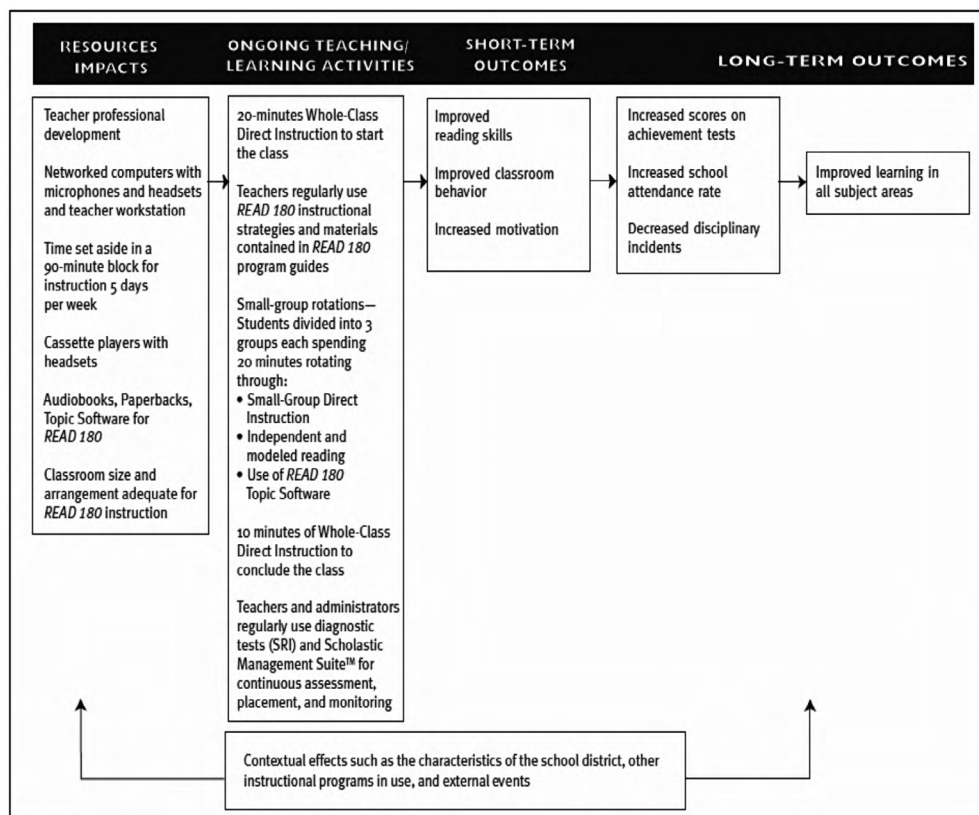 RESOURCES
IMPACTS
ONGOING TEACHING/
LEARNING ACTIVITIES
SHORT-TERM
OUTCOMES
LONG-TERM OUTCOMES
Teacher professional
development
Networked computers with
microphones and headsets
and teacher workstation
Time set aside in a
90-minute block for
instruction 5 days
per week
Cassette players with
headsets
Audiobooks, Paperbacks,
Topic Software for
READ 180
Classroom size and
arrangement adequate for
READ 180 instruction
20-minutes Whole-Class
Direct Instruction to start
the class
Teachers regularly use
READ 180 instructional
strategies and materials
contained in READ 180
program guides
Small-group rotations—
Students divided into 3
groups each spending
20 minutes rotating
through:
• Small-Group Direct
Instruction
• Independent and
modeled reading
• Use of READ 180
Topic Software
10 minutes of Whole-Class
Direct Instruction to
conclude the class
Teachers and administrators
regularly use diagnostic
tests (SRI) and Scholastic
Management Suite™ for
continuous assessment,
placement, and monitoring
Improved
reading skills
Improved classroom
behavior
Increased motivation
Increased scores on
achievement tests
Increased school
attendance rate
Decreased disciplinary
incidents
Improved learning in
all subject areas
Contextual effects such as the characteristics of the school district, other
instructional programs in use, and external events